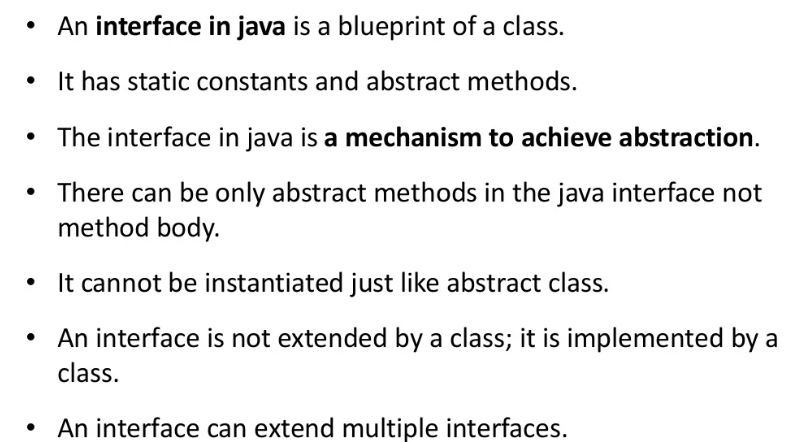 • An interface in java is a blueprint of a class.
• It has static constants and abstract methods.
• The interface in java is a mechanism to achieve abstraction.
• There can be only abstract methods in the java interface not
method body.
• It cannot be instantiated just like abstract class.
• An interface is not extended by a class; it is implemented by a
class.
• An interface can extend multiple interfaces.